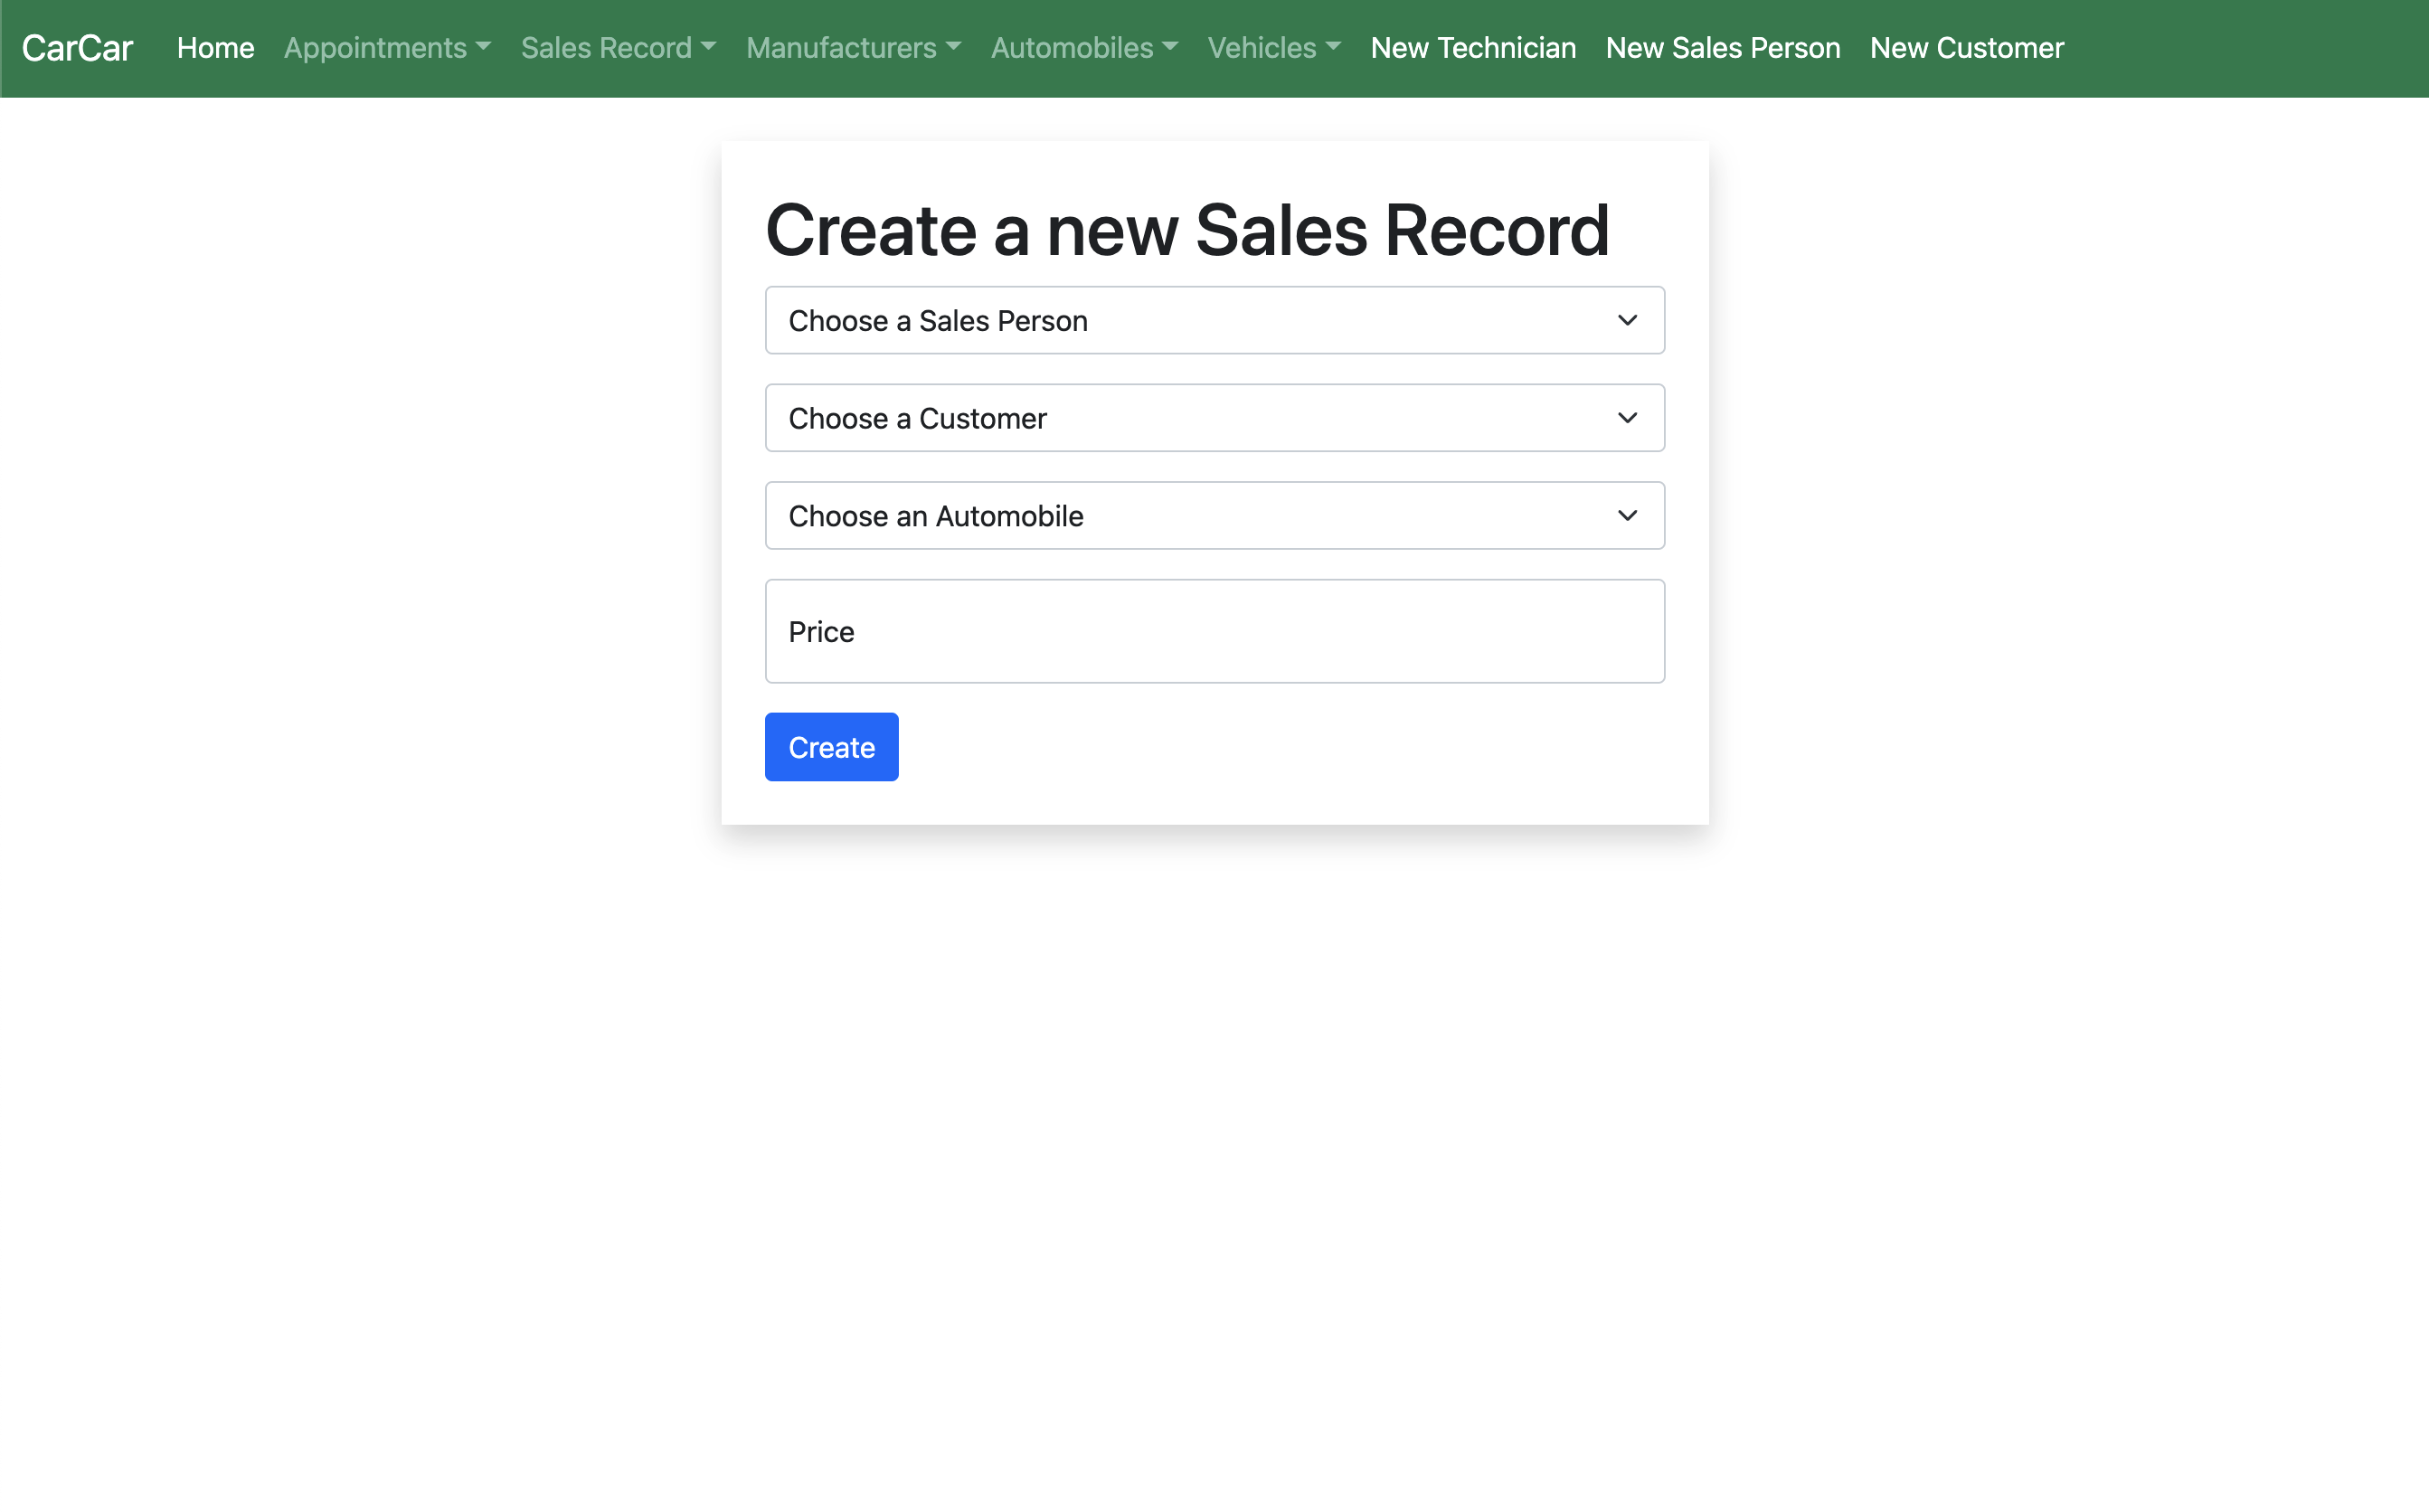 CarCar Home Appointments Sales Record Manufacturers Automobiles Vehicles New Technician New Sales Person New Customer
Create a new Sales Record
Choose a Sales Person
Choose a Customer
Choose an Automobile
Price
Create